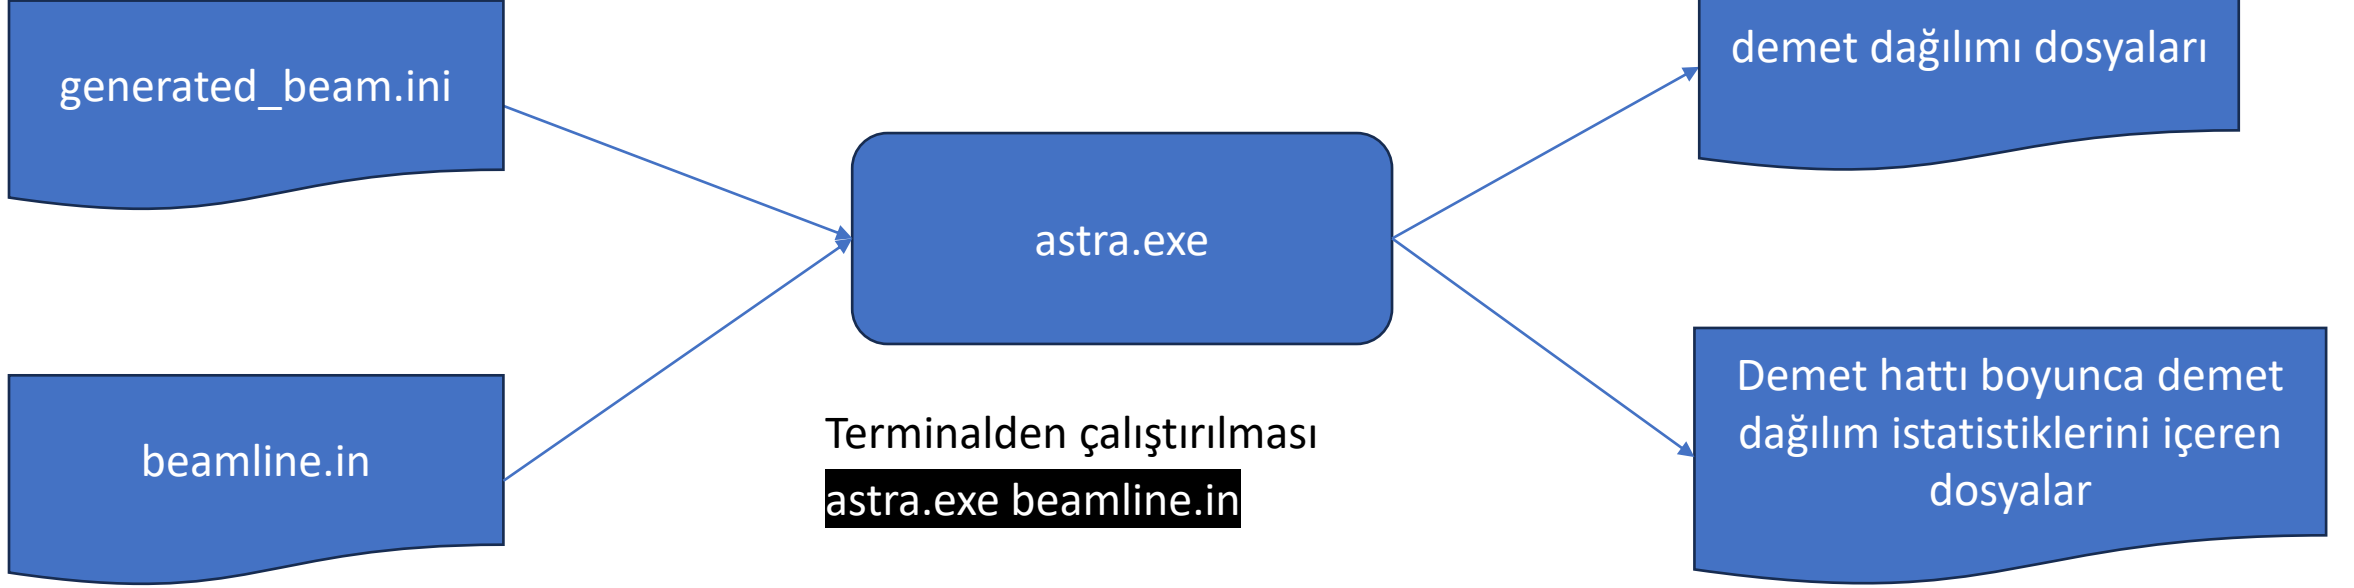 generated_beam.ini
beamline.in
astra.exe
Terminalden çalıştırılması
astra.exe beamline.in
demet dağılımı dosyaları
Demet hattı boyunca demet
dağılım istatistiklerini içeren
dosyalar